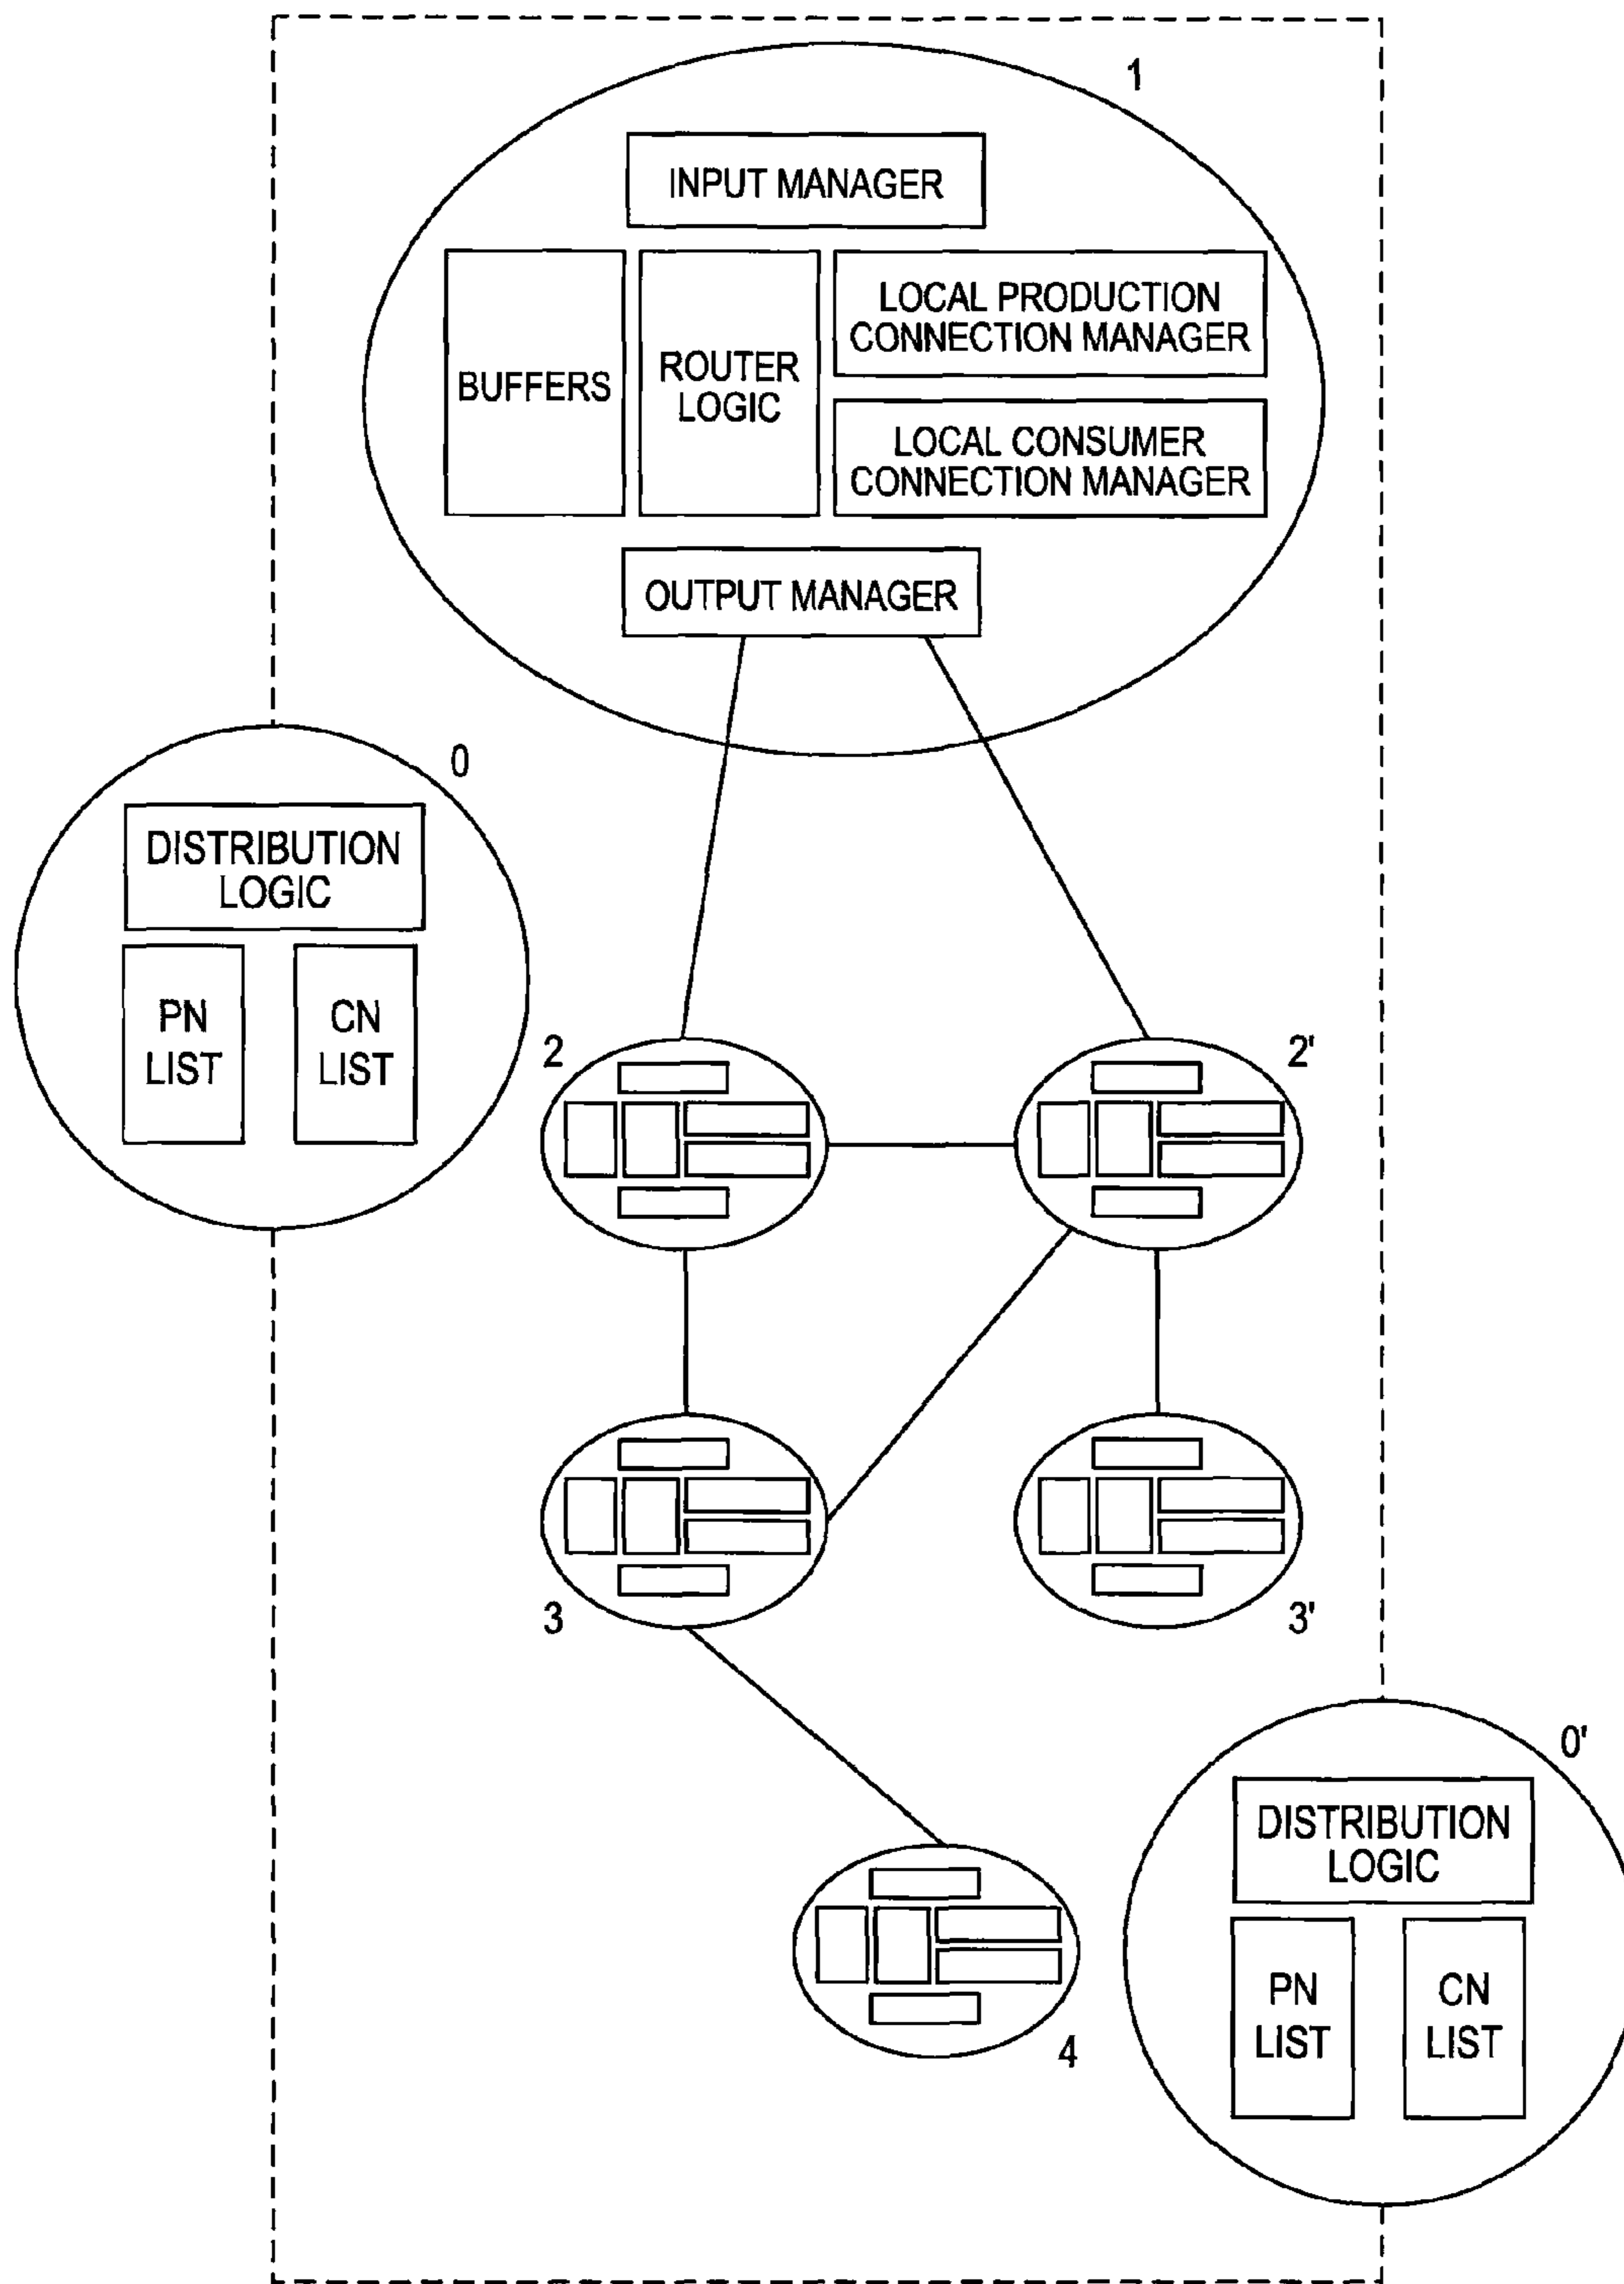 1
INPUT MANAGER
BUFFERS
ROUTER
LOGIC
LOCAL PRODUCTION
CONNECTION MANAGER
LOCAL CONSUMER
CONNECTION MANAGER
OUTPUT MANAGER
0
DISTRIBUTION
LOGIC
PN
LIST
CN
LIST
2
2'
3
3'
0'
DISTRIBUTION
LOGIC
PN
LIST
CN
LIST
4